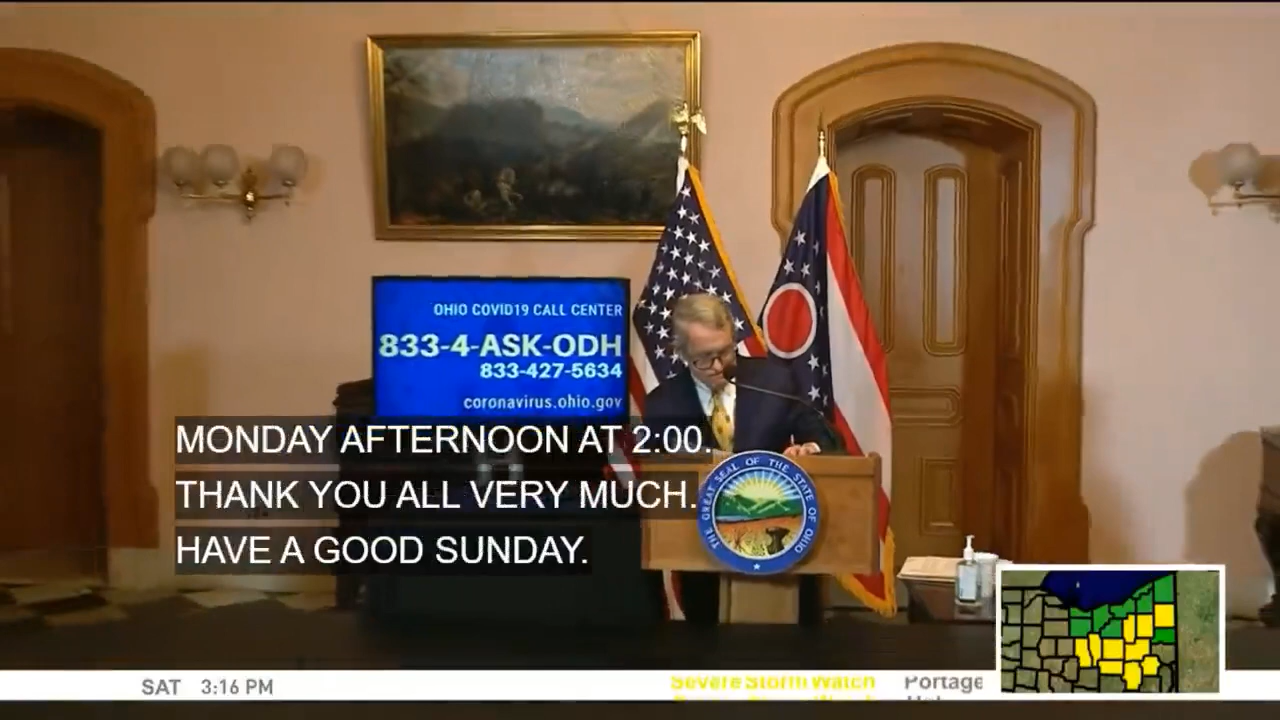 OHIO COVID19 CALL CENTER
833-4-ASK-ODH
833-427-5634
coronavirus.ohio.gov
MONDAY AFTERNOON AT 2:00.
THANK YOU ALL VERY MUCH.
HAVE A GOOD SUNDAY.
THE GREAT SEAL OF THE STATE OF OHIO
SAT 3:16 PM
Severe Storm Watch Portage